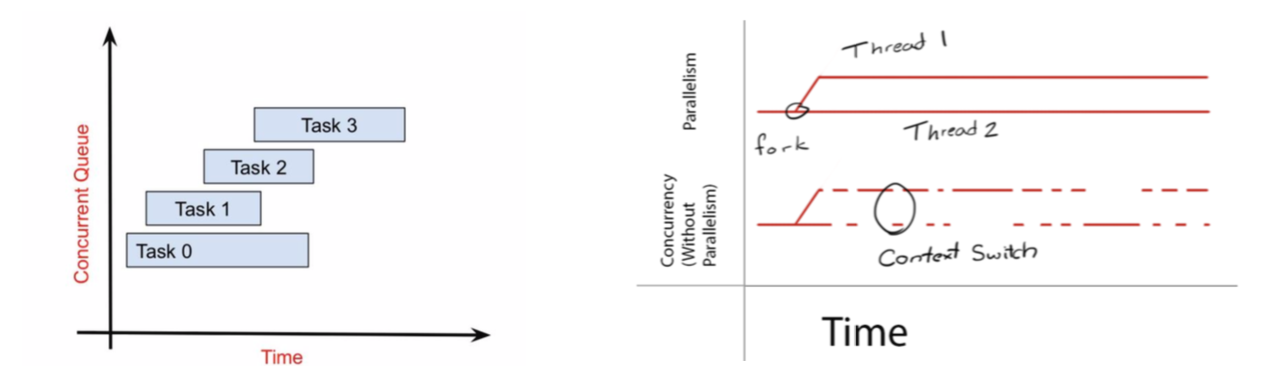 Concurrent Queue
Task 3
Task 2
Task 1
Task 0
Time
Parallelism
Thread 1
fork
Thread 2
Concurrency
(Without
Parallelism)
Context Switch
Time